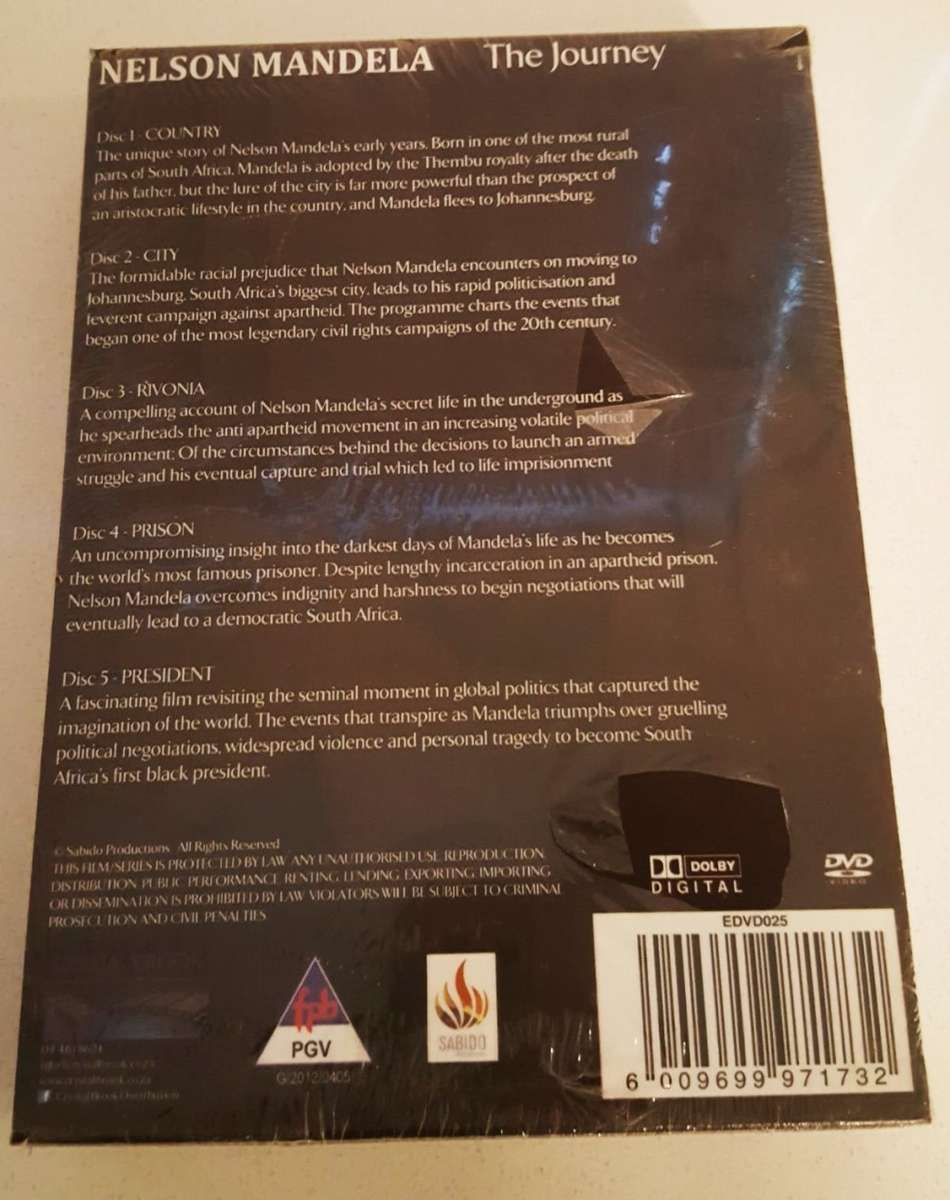 NELSON MANDELA The Journey
Disc 1 - COUNTRY
The unique story of Nelson Mandela's early years. Born in one of the most rural
parts of South Africa, Mandela is adopted by the Thembu royalty after the death
of his father, but the lure of the city is far more powerful than the prospect of
an aristocratic lifestyle in the country, and Mandela flees to Johannesburg.
Disc 2 - CITY
The formidable racial prejudice that Nelson Mandela encounters on moving to
Johannesburg, South Africa's biggest city, leads to his rapid politicisation and
feverent campaign against apartheid. The programme charts the events that
began one of the most legendary civil rights campaigns of the 20th century.
Disc 3 - RIVONIA
A compelling account of Nelson Mandela's secret life in the underground as
he spearheads the anti apartheid movement in an increasing volatile political
environment; Of the circumstances behind the decisions to launch an armed
struggle and his eventual capture and trial which led to life imprisionment
Disc 4 - PRISON
An uncompromising insight into the darkest days of Mandela's life as he becomes
the world's most famous prisoner. Despite lengthy incarceration in an apartheid prison,
Nelson Mandela overcomes indignity and harshness to begin negotiations that will
eventually lead to a democratic South Africa.
Disc 5 - PRESIDENT
A fascinating film revisiting the seminal moment in global politics that captured the
imagination of the world. The events that transpire as Mandela triumphs over gruelling
political negotiations, widespread violence and personal tragedy to become South
Africa's first black president.
© Sabido Productions All Rights Reserved
THIS FILM/SERIES IS PROTECTED BY LAW ANY UNAUTHORISED USE, REPRODUCTION
DISTRIBUTION PUBLIC PERFORMANCE RENTING LENDING EXPORTING IMPORTING
OR DISSEMINATION IS PROHIBITED BY LAW VIOLATORS WILL BE SUBJECT TO CRIMINAL
PROSECUTION AND CIVIL PENALTIES
DOLBY
DIGITAL
DVD
VIDEO
EDVD025
6 009699 971732
fpb
PGV
G/2012/0405
SABIDO